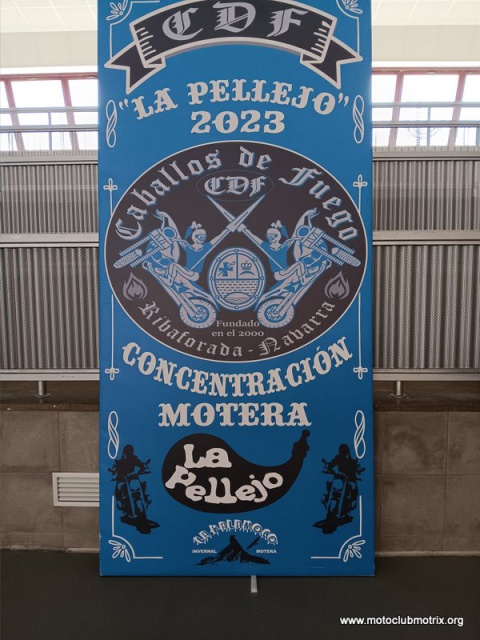 CDF
"LA PELLEJO"
2023
Caballos de Fuego
CDF
Fundado
en el 2000
Ribaforada - Navarra
CONCENTRACIÓN
MOTERA
La
Pellejo
INVERNAL
MOTERA
www.motoclubmotrix.org